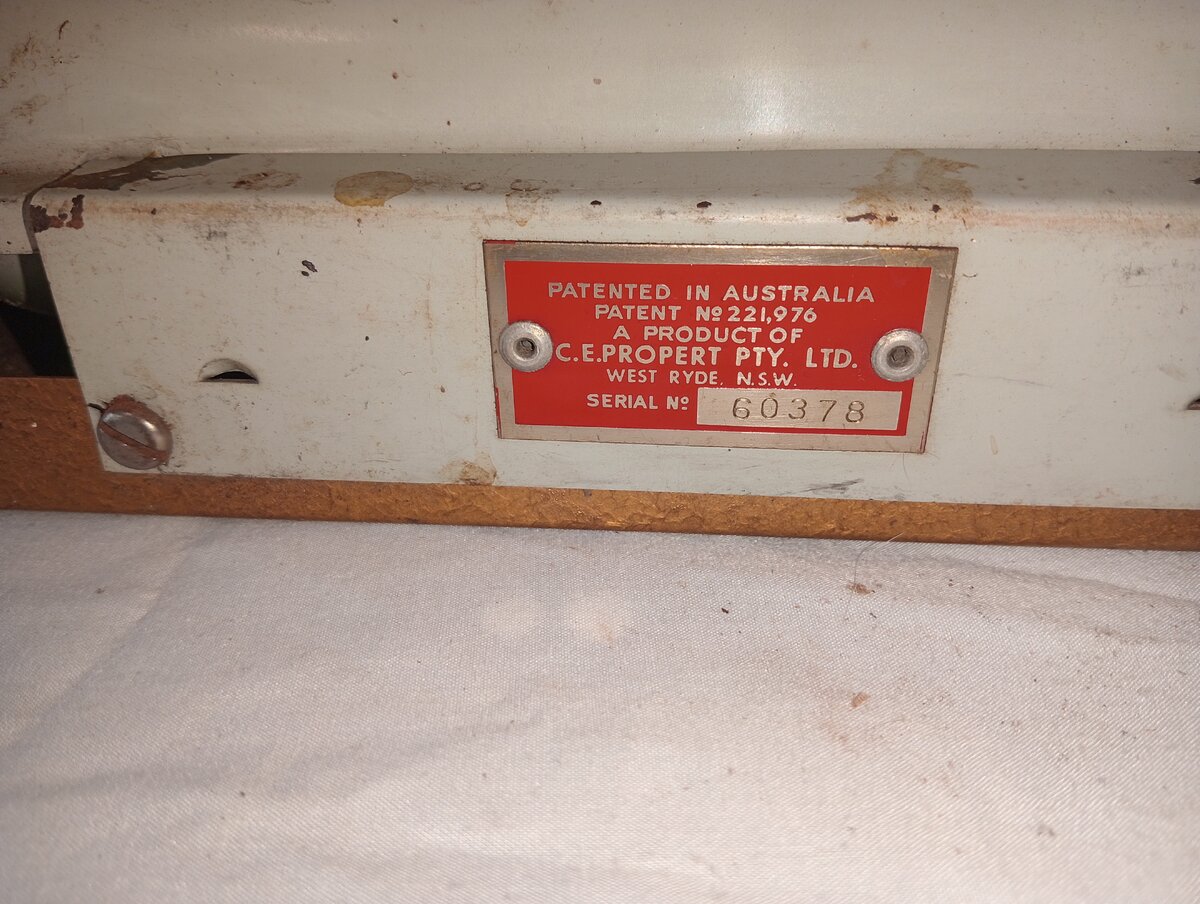 PATENTED IN AUSTRALIA
PATENT Nº 221,976
A PRODUCT OF
C.E.PROPERT PTY. LTD.
WEST RYDE, N.S.W.
SERIAL Nº 60378